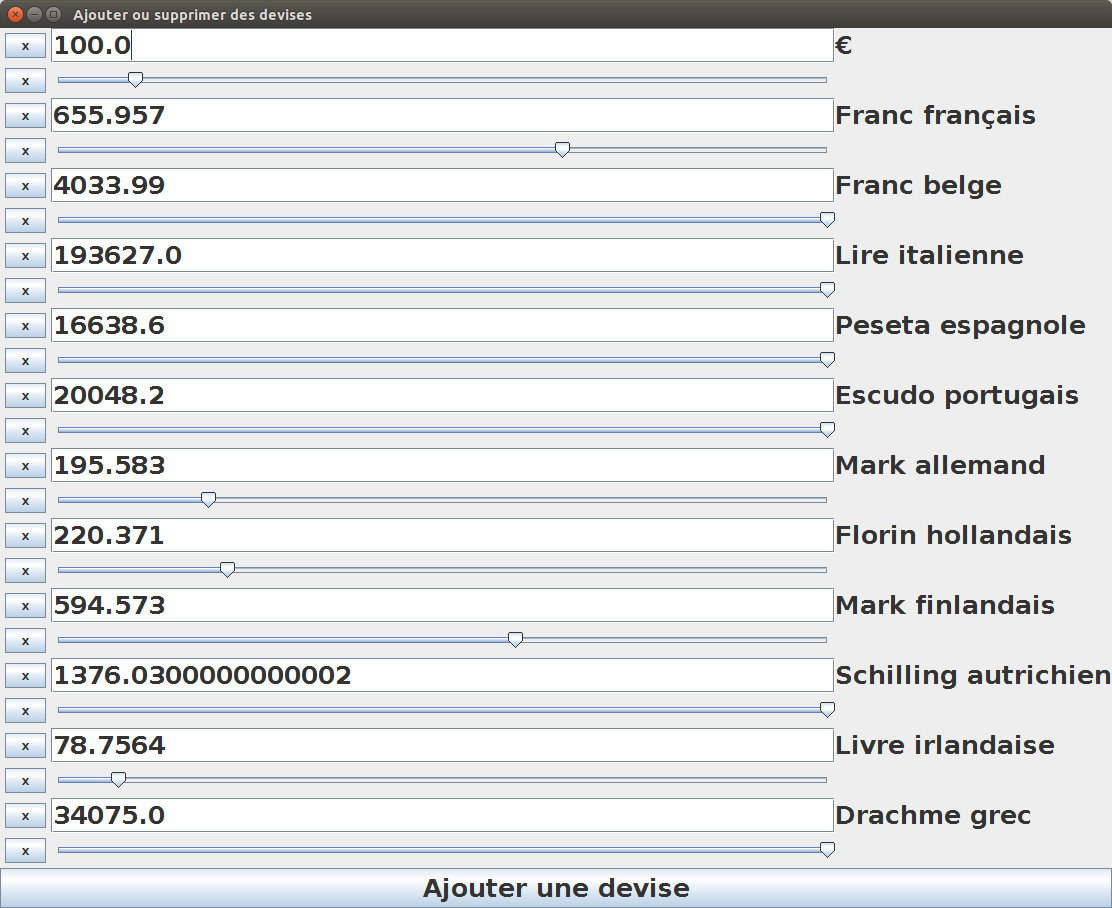 Ajouter ou supprimer des devises
x 100.0 €
x
x 655.957 Franc français
x
x 4033.99 Franc belge
x
x 193627.0 Lire italienne
x
x 16638.6 Peseta espagnole
x
x 20048.2 Escudo portugais
x
x 195.583 Mark allemand
x
x 220.371 Florin hollandais
x
x 594.573 Mark finlandais
x
x 1376.0300000000002 Schilling autrichien
x
x 78.7564 Livre irlandaise
x
x 34075.0 Drachme grec
x
Ajouter une devise